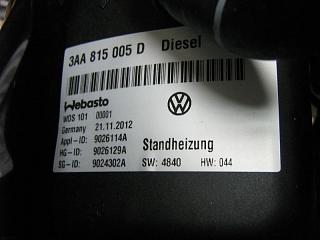 3AA 815 005 D Diesel
Webasto
WDS 101 00001
Germany 21.11.2012
Appl-ID: 9026114A
HG-ID: 9026129A
SG-ID: 9024302A
Standheizung
SW: 4840 HW: 044